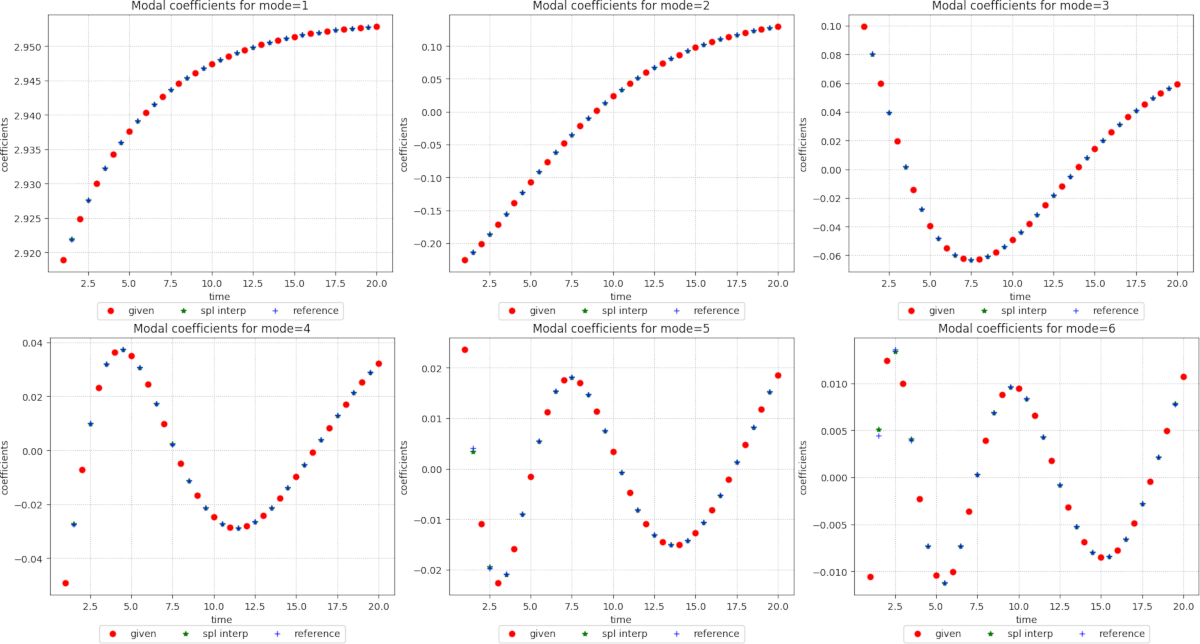 Modal coefficients for mode=1
coefficients
2.950
2.945
2.940
2.935
2.930
2.925
2.920
2.5 5.0 7.5 10.0 12.5 15.0 17.5 20.0
time
given spl interp reference
Modal coefficients for mode=2
coefficients
0.10
0.05
0.00
−0.05
−0.10
−0.15
−0.20
2.5 5.0 7.5 10.0 12.5 15.0 17.5 20.0
time
given spl interp reference
Modal coefficients for mode=3
coefficients
0.10
0.08
0.06
0.04
0.02
0.00
−0.02
−0.04
−0.06
2.5 5.0 7.5 10.0 12.5 15.0 17.5 20.0
time
given spl interp reference
Modal coefficients for mode=4
coefficients
0.04
0.02
0.00
−0.02
−0.04
2.5 5.0 7.5 10.0 12.5 15.0 17.5 20.0
time
given spl interp reference
Modal coefficients for mode=5
coefficients
0.02
0.01
0.00
−0.01
−0.02
2.5 5.0 7.5 10.0 12.5 15.0 17.5 20.0
time
given spl interp reference
Modal coefficients for mode=6
coefficients
0.010
0.005
0.000
−0.005
−0.010
2.5 5.0 7.5 10.0 12.5 15.0 17.5 20.0
time
given spl interp reference